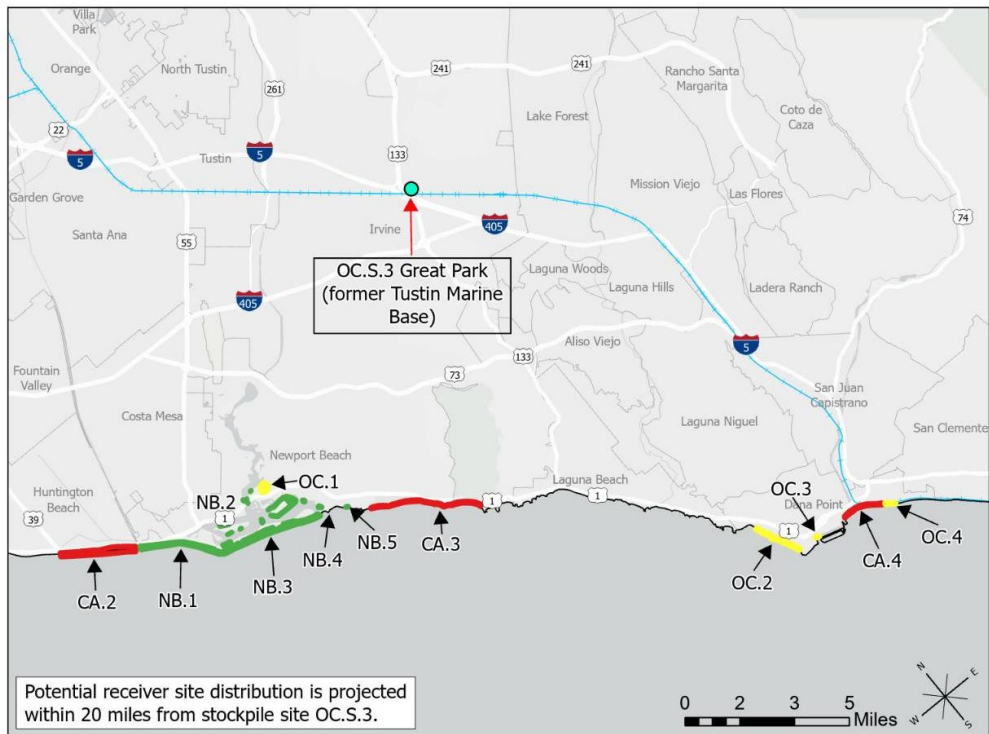 Villa
Park
Orange
North Tustin
261
241
241
Rancho Santa
Margarita
Coto de
Caza
Lake Forest
22
5
Tustin
5
133
Garden Grove
Mission Viejo
Las Flores
74
Santa Ana
55
Irvine
405
OC.S.3 Great Park
(former Tustin Marine
Base)
Laguna Woods
Laguna Hills
Ladera Ranch
405
5
133
Aliso Viejo
Fountain
Valley
73
San Juan
Capistrano
Costa Mesa
Laguna Niguel
San Clemente
Newport Beach
Huntington
Beach
39
NB.2
OC.1
1
Laguna Beach
1
1
OC.3
Dana Point
1
NB.4
NB.5
CA.3
CA.4
OC.4
CA.2
NB.1
NB.3
OC.2
Potential receiver site distribution is projected
within 20 miles from stockpile site OC.S.3.
0 2 3 5
Miles
N
E
W
S